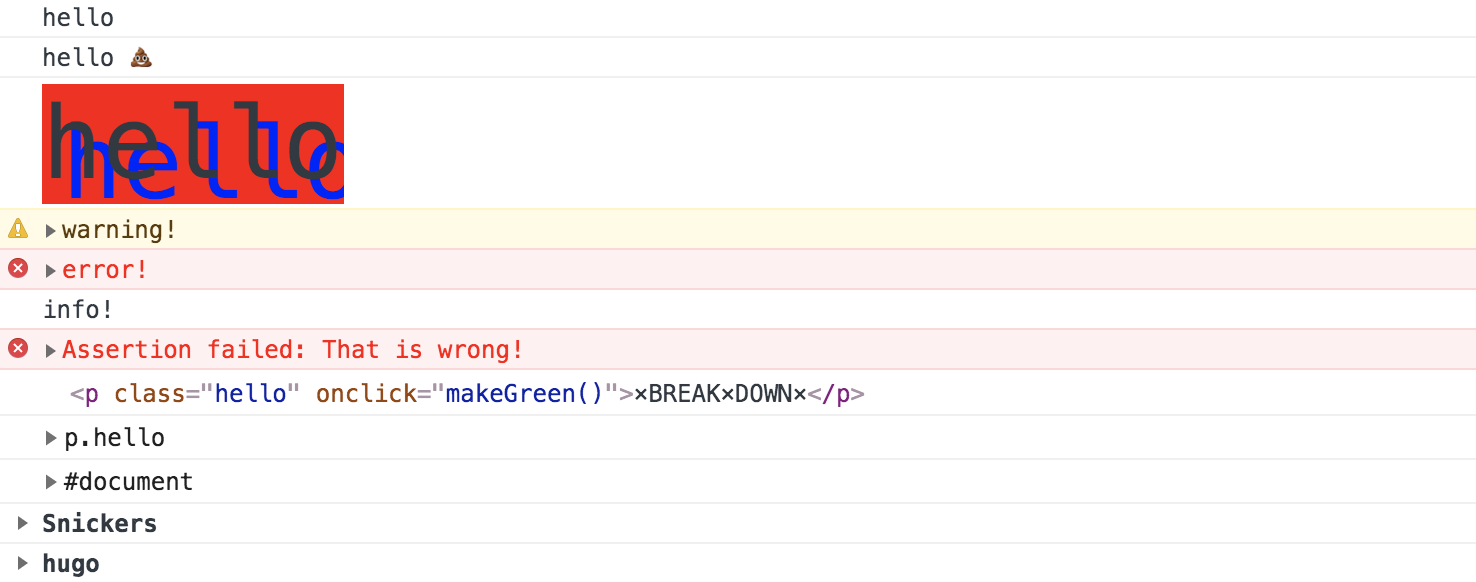 hello
hello 💩
hello
warning!
error!
info!
Assertion failed: That is wrong!
<p class="hello" onclick="makeGreen()">×BREAK×DOWN×</p>
p.hello
#document
Snickers
hugo